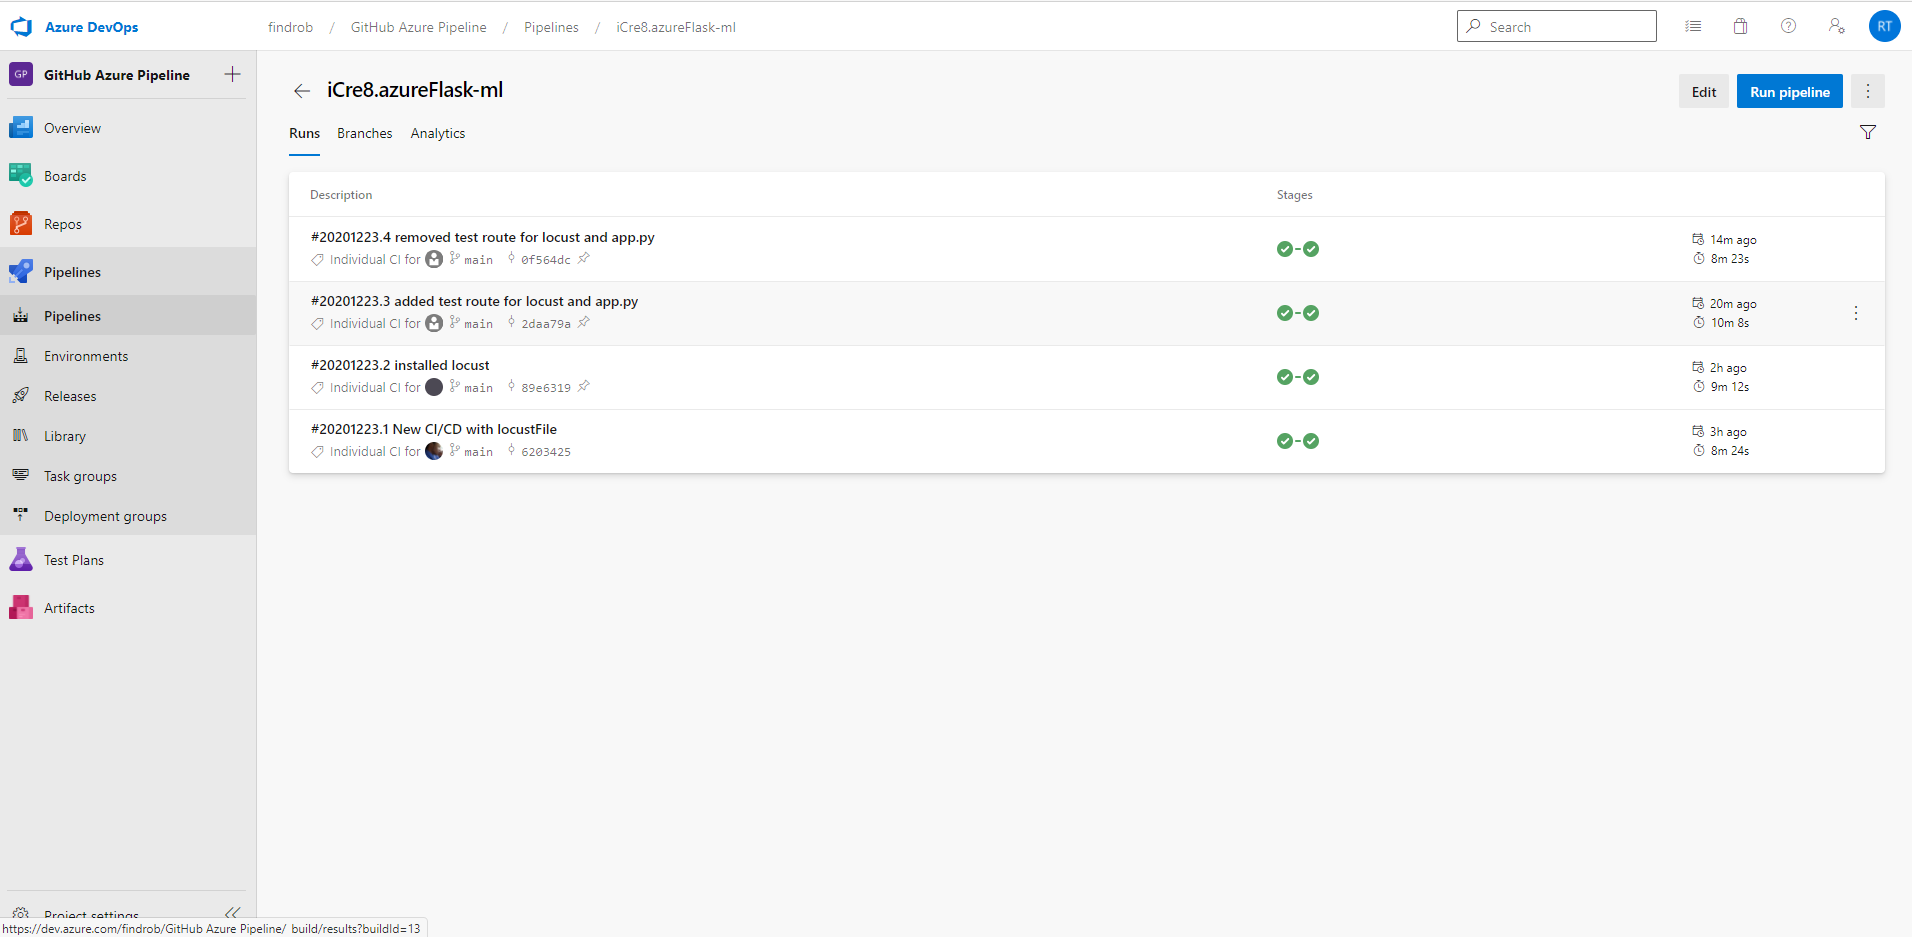 Azure DevOps
findrob / GitHub Azure Pipeline / Pipelines / iCre8.azureFlask-ml
Search
RT
GP GitHub Azure Pipeline
Overview
Boards
Repos
Pipelines
Pipelines
Environments
Releases
Library
Task groups
Deployment groups
Test Plans
Artifacts
Project settings
iCre8.azureFlask-ml
Edit
Run pipeline
Runs Branches Analytics
Description Stages
#20201223.4 removed test route for locust and app.py
Individual CI for main 0f564dc
14m ago
8m 23s
#20201223.3 added test route for locust and app.py
Individual CI for main 2daa79a
20m ago
10m 8s
#20201223.2 installed locust
Individual CI for main 89e6319
2h ago
9m 12s
#20201223.1 New CI/CD with locustFile
Individual CI for main 6203425
3h ago
8m 24s
https://dev.azure.com/findrob/GitHub Azure Pipeline/_build/results?buildId=13